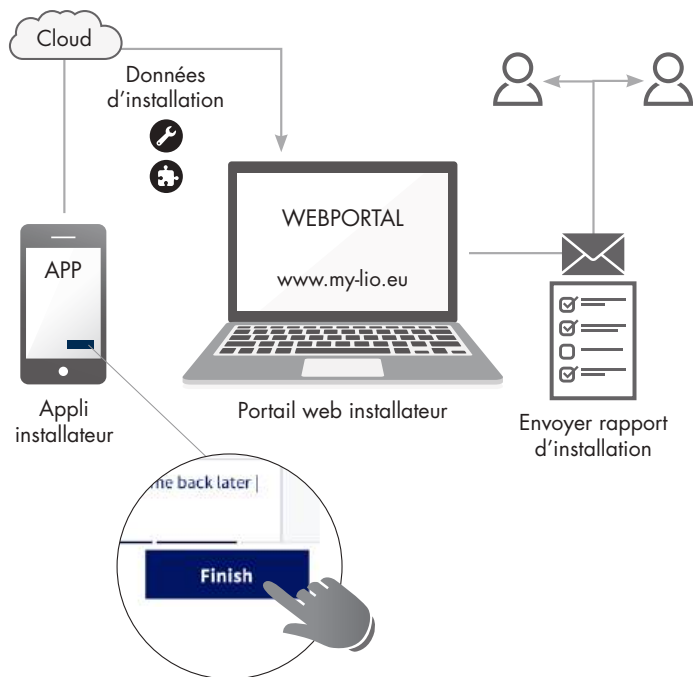 Cloud
Données
d'installation
WEBPORTAL
www.my-lio.eu
APP
Appli
installateur
Portail web installateur
Envoyer rapport
d'installation
me back later |
Finish